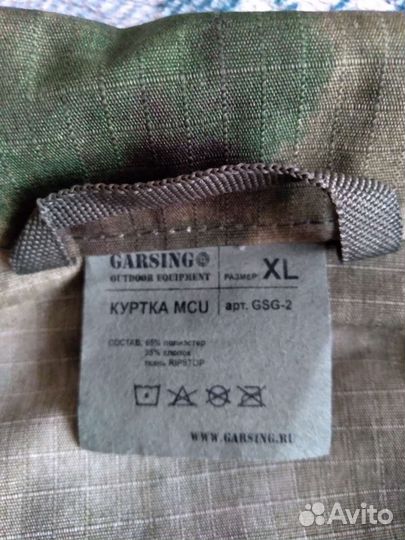 GARSING
OUTDOOR EQUIPMENT
РАЗМЕР XL
КУРТКА MCU
арт. GSG-2
СОСТАВ: 65% полиэстер
35% хлопок
ткань RIPSTOP
WWW.GARSING.RU
Avito